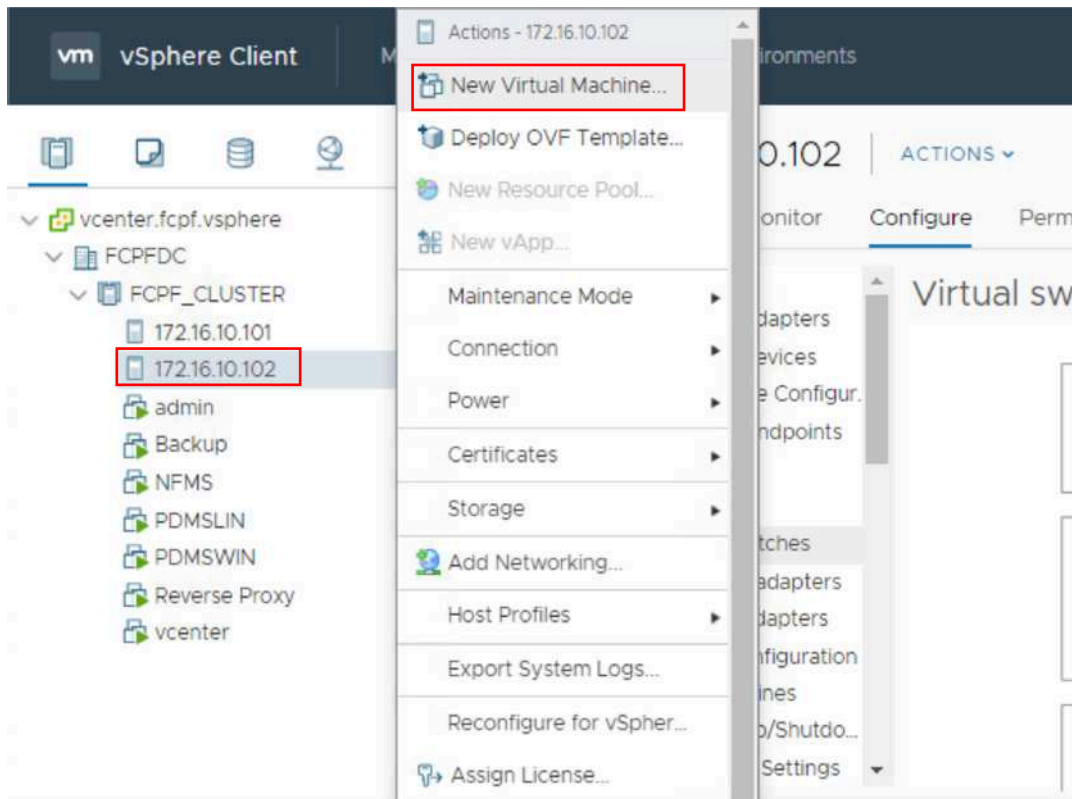 vm vSphere Client
Actions - 172.16.10.102
New Virtual Machine...
Deploy OVF Template...
New Resource Pool...
New vApp...
Maintenance Mode
Connection
Power
Certificates
Storage
Add Networking...
Host Profiles
Export System Logs...
Reconfigure for vSpher...
Assign License...
vcenter.fcpf.vsphere
FCPFDC
FCPF_CLUSTER
172.16.10.101
172.16.10.102
admin
Backup
NFMS
PDMSLIN
PDMSWIN
Reverse Proxy
vcenter
0.102 ACTIONS
onitor Configure Perm
Virtual sw
dapters
evices
e Configur.
ndpoints
tches
adapters
dapters
nfiguration
ines
p/Shutdo...
Settings
ironments
M